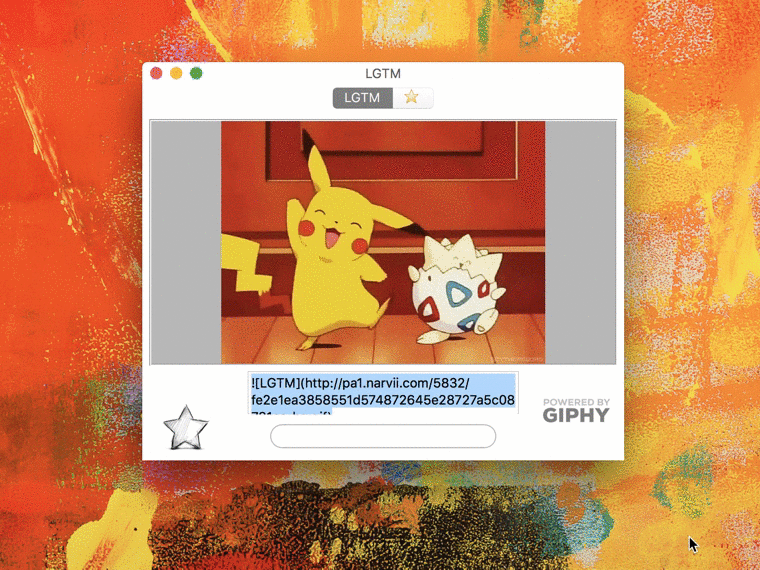 LGTM
LGTM
![LGTM](http://pa1.narvii.com/5832/
fe2e1ea3858551d574872645e28727a5c08
POWERED BY
GIPHY